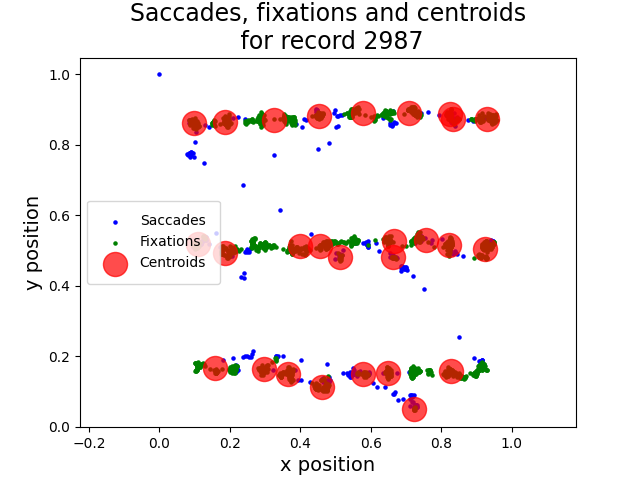 Saccades, fixations and centroids
for record 2987
1.0
0.8
0.6
0.4
0.2
0.0
y position
Saccades
Fixations
Centroids
−0.2
0.0
0.2
0.4
0.6
0.8
1.0
x position